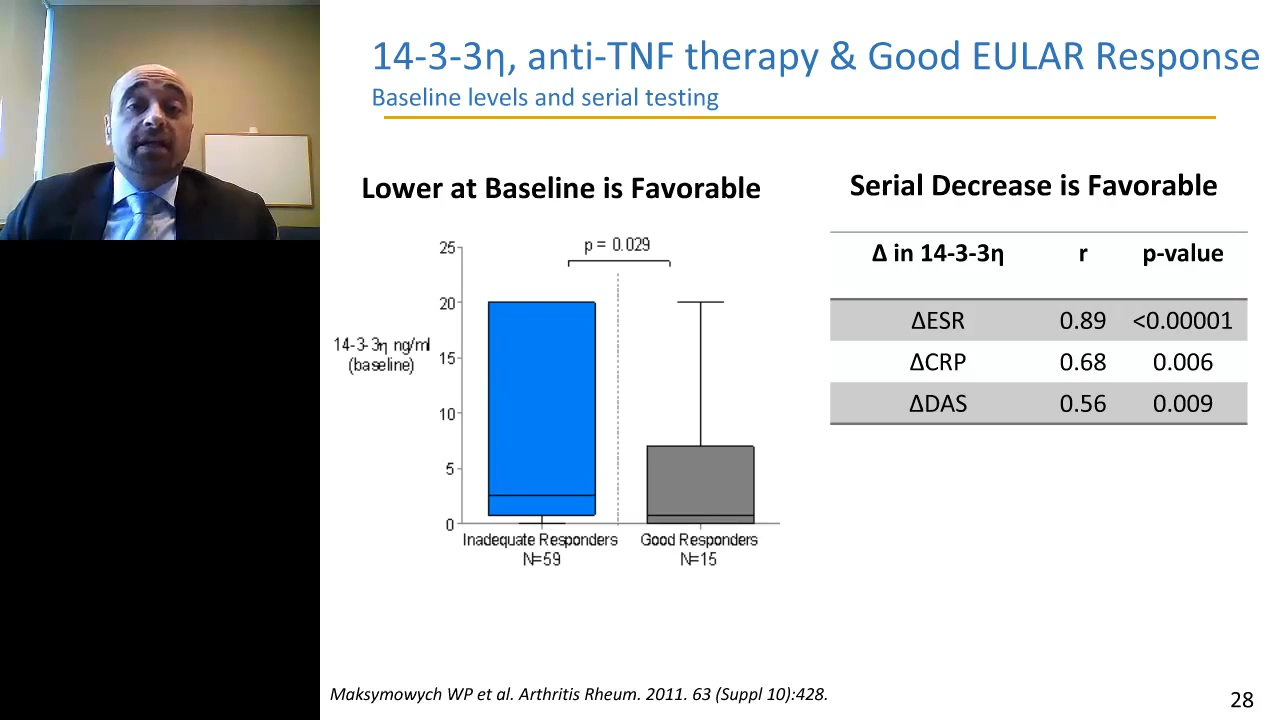 14-3-3η, anti-TNF therapy & Good EULAR Response
Baseline levels and serial testing
Lower at Baseline is Favorable
p = 0.029
25
20
15
10
5
0
14-3-3η ng/ml
(baseline)
Inadequate Responders
N=59
Good Responders
N=15
Serial Decrease is Favorable
Δ in 14-3-3η r p-value
ΔESR 0.89 <0.00001
ΔCRP 0.68 0.006
ΔDAS 0.56 0.009
Maksymowych WP et al. Arthritis Rheum. 2011. 63 (Suppl 10):428.
28